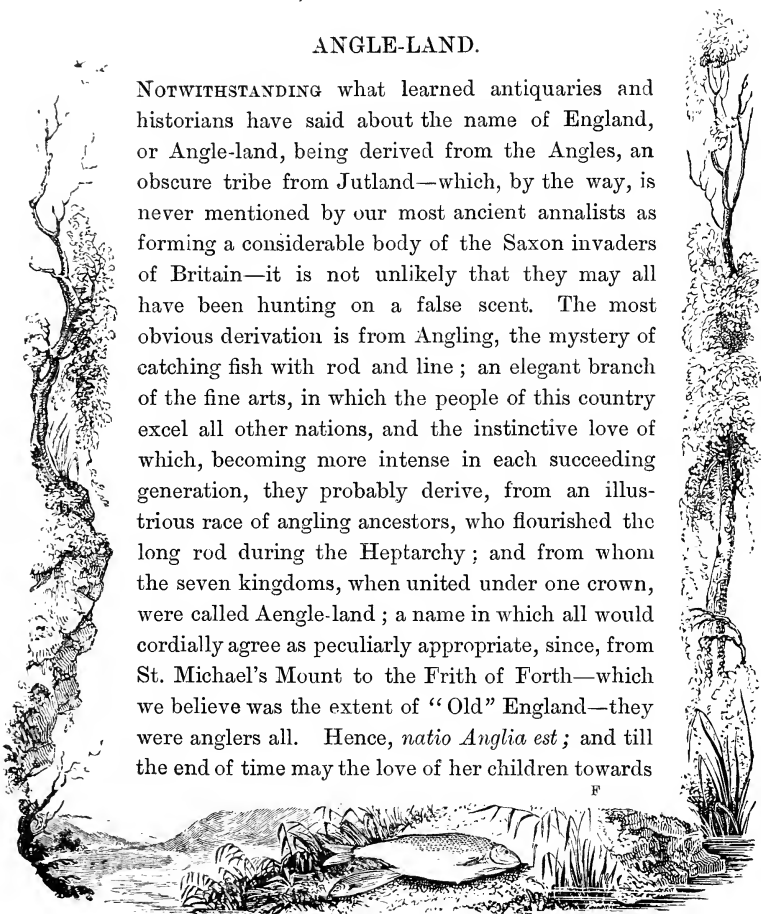 ANGLE-LAND.
NOTWITHSTANDING what learned antiquaries and
historians have said about the name of England,
or Angle-land, being derived from the Angles, an
obscure tribe from Jutland—which, by the way, is
never mentioned by our most ancient annalists as
forming a considerable body of the Saxon invaders
of Britain—it is not unlikely that they may all
have been hunting on a false scent. The most
obvious derivation is from Angling, the mystery of
catching fish with rod and line ; an elegant branch
of the fine arts, in which the people of this country
excel all other nations, and the instinctive love of
which, becoming more intense in each succeeding
generation, they probably derive, from an illus-
trious race of angling ancestors, who flourished the
long rod during the Heptarchy ; and from whom
the seven kingdoms, when united under one crown,
were called Aengle-land ; a name in which all would
cordially agree as peculiarly appropriate, since, from
St. Michael's Mount to the Frith of Forth—which
we believe was the extent of “ Old” England—they
were anglers all. Hence, natio Anglia est ; and till
the end of time may the love of her children towards
F